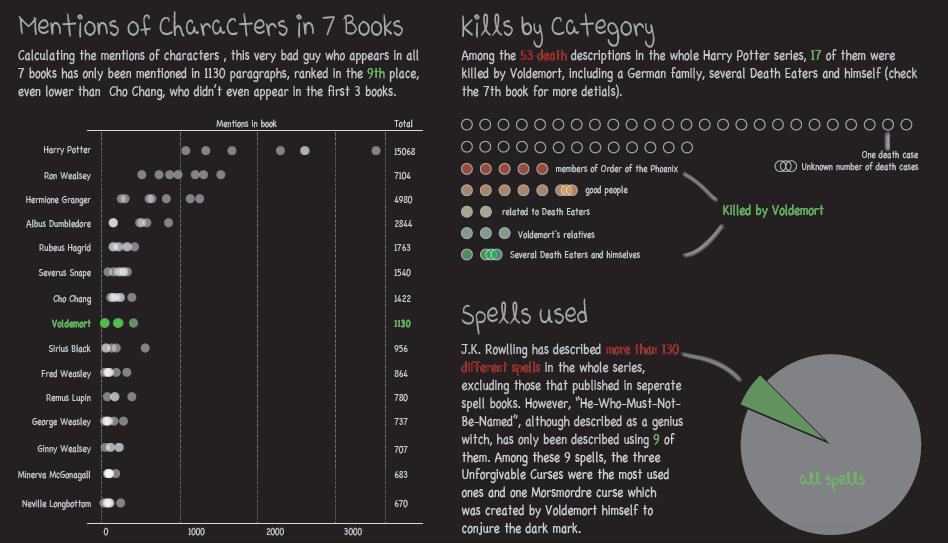 Mentions of Characters in 7 Books
Calculating the mentions of characters , this very bad guy who appears in all
7 books has only been mentioned in 1130 paragraphs, ranked in the 9th place,
even lower than Cho Chang, who didn't even appear in the first 3 books.
Mentions in book Total
Harry Potter 15068
Ron Wealsey 7104
Hermione Granger 4980
Albus Dumbledore 2844
Rubeus Hagrid 1763
Severus Snape 1540
Cho Chang 1422
Voldemort 1130
Sirius Black 956
Fred Weasley 864
Remus Lupin 780
George Weasley 737
Ginny Wealsey 707
Minerva McGonagall 683
Neville Longbottom 670
0 1000 2000 3000
Kills by Category
Among the 53 death descriptions in the whole Harry Potter series, 17 of them were
killed by Voldemort, including a German family, several Death Eaters and himself (check
the 7th book for more detials).
One death case
Unknown number of death cases
members of Order of the Phoenix
good people
related to Death Eaters
Voldemort's relatives
Several Death Eaters and himselves
Killed by Voldemort
Spells used
J.K. Rowlling has described more than 130
different spells in the whole series,
excluding those that published in seperate
spell books. However, "He-Who-Must-Not-
Be-Named", although described as a genius
witch, has only been described using 9 of
them. Among these 9 spells, the three
Unforgivable Curses were the most used
ones and one Morsmordre curse which
was created by Voldemort himself to
conjure the dark mark.
all spells